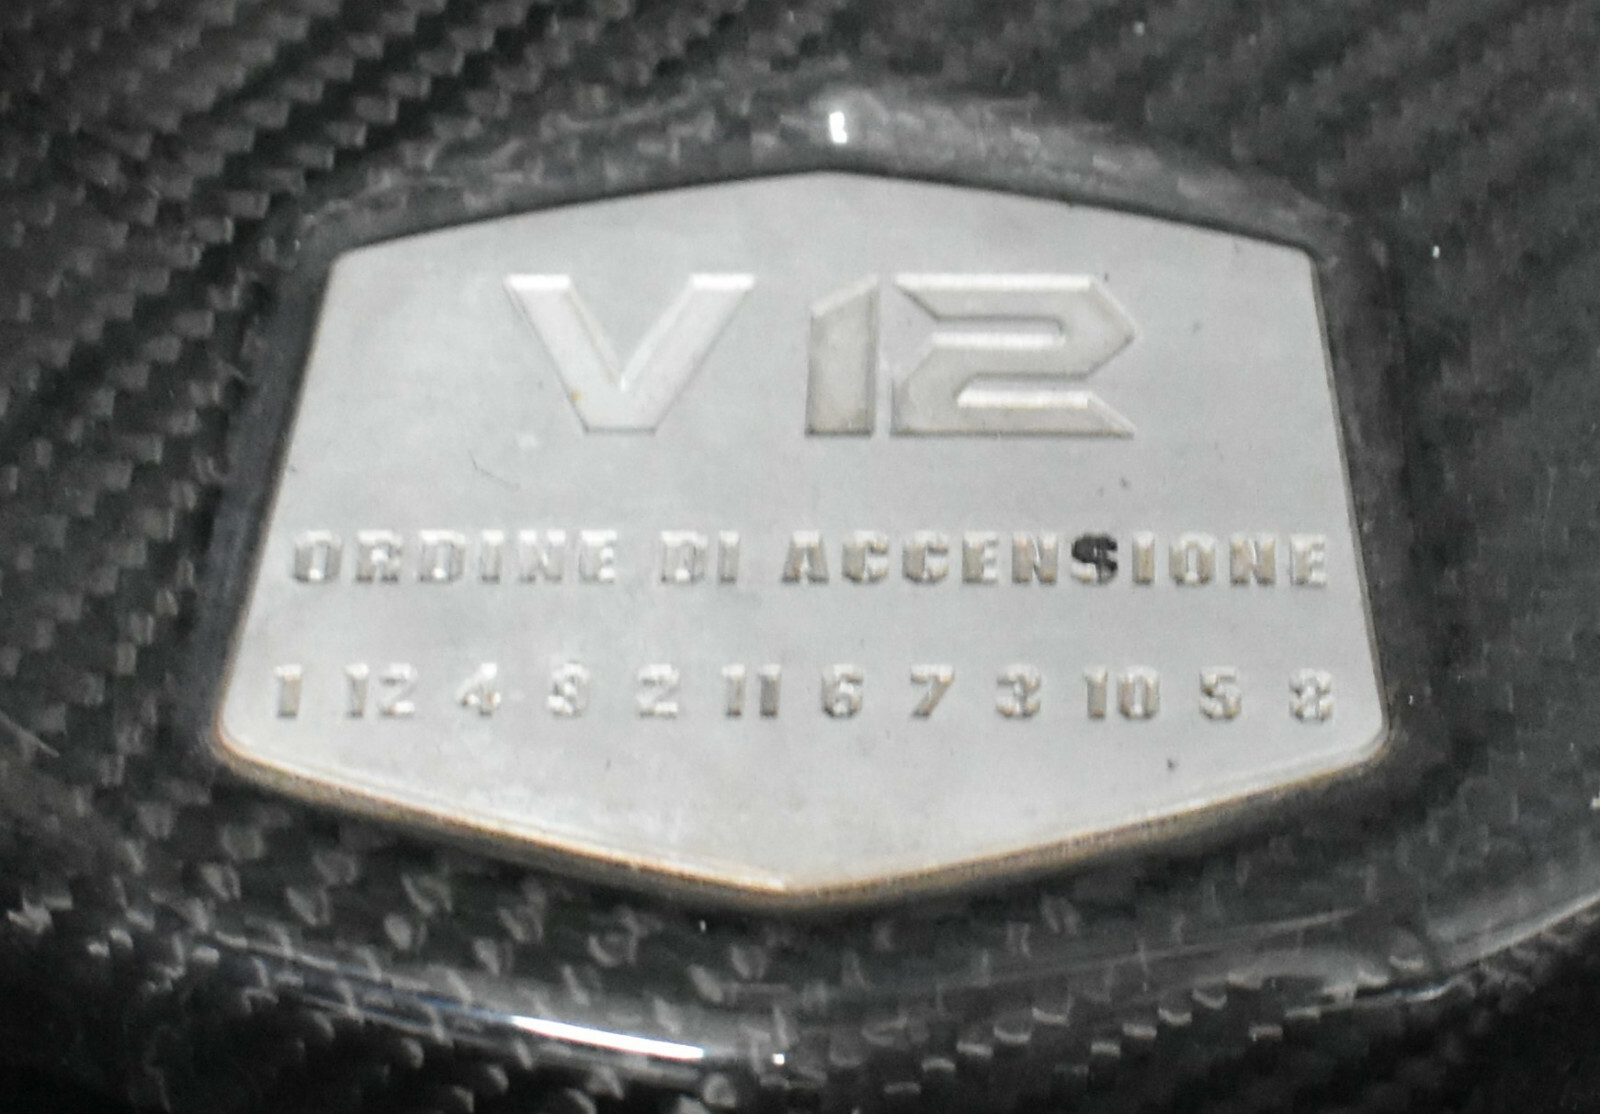 V12
ORDINE DI ACCENSIONE
1 12 4 9 2 11 6 7 3 10 5 8